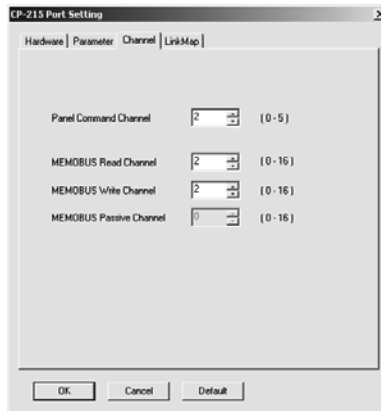 CP-215 Port Setting
Hardware Parameter Channel LinkMap
Panel Command Channel 2 (0 - 5)
MEMOBUS Read Channel 2 (0 - 16)
MEMOBUS Write Channel 2 (0 - 16)
MEMOBUS Passive Channel 0 (0 - 16)
OK Cancel Default